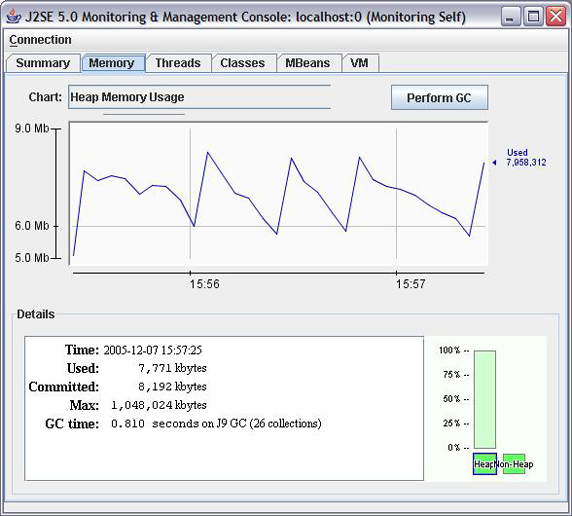 J2SE 5.0 Monitoring & Management Console: localhost:0 (Monitoring Self)
Connection
Summary Memory Threads Classes MBeans VM
Chart: Heap Memory Usage Perform GC
9.0 Mb
Used
7,958,312
6.0 Mb
5.0 Mb
15:56 15:57
Details
Time: 2005-12-07 15:57:25
Used: 7,771 kbytes
Committed: 8,192 kbytes
Max: 1,048,024 kbytes
GC time: 0.810 seconds on J9 GC (26 collections)
100% --
75% --
50% --
25% --
0% --
Heap Non-Heap